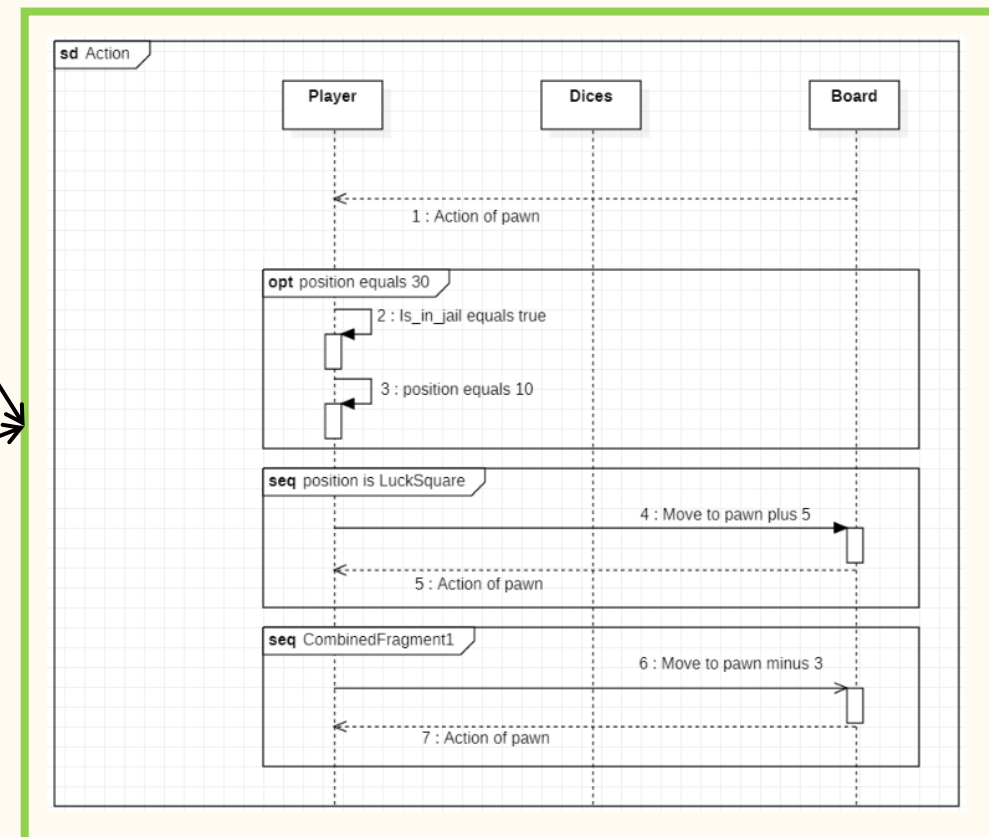 sd Action
Player
Dices
Board
1 : Action of pawn
opt position equals 30
2 : Is_in_jail equals true
3 : position equals 10
seq position is LuckSquare
4 : Move to pawn plus 5
5 : Action of pawn
seq CombinedFragment1
6 : Move to pawn minus 3
7 : Action of pawn